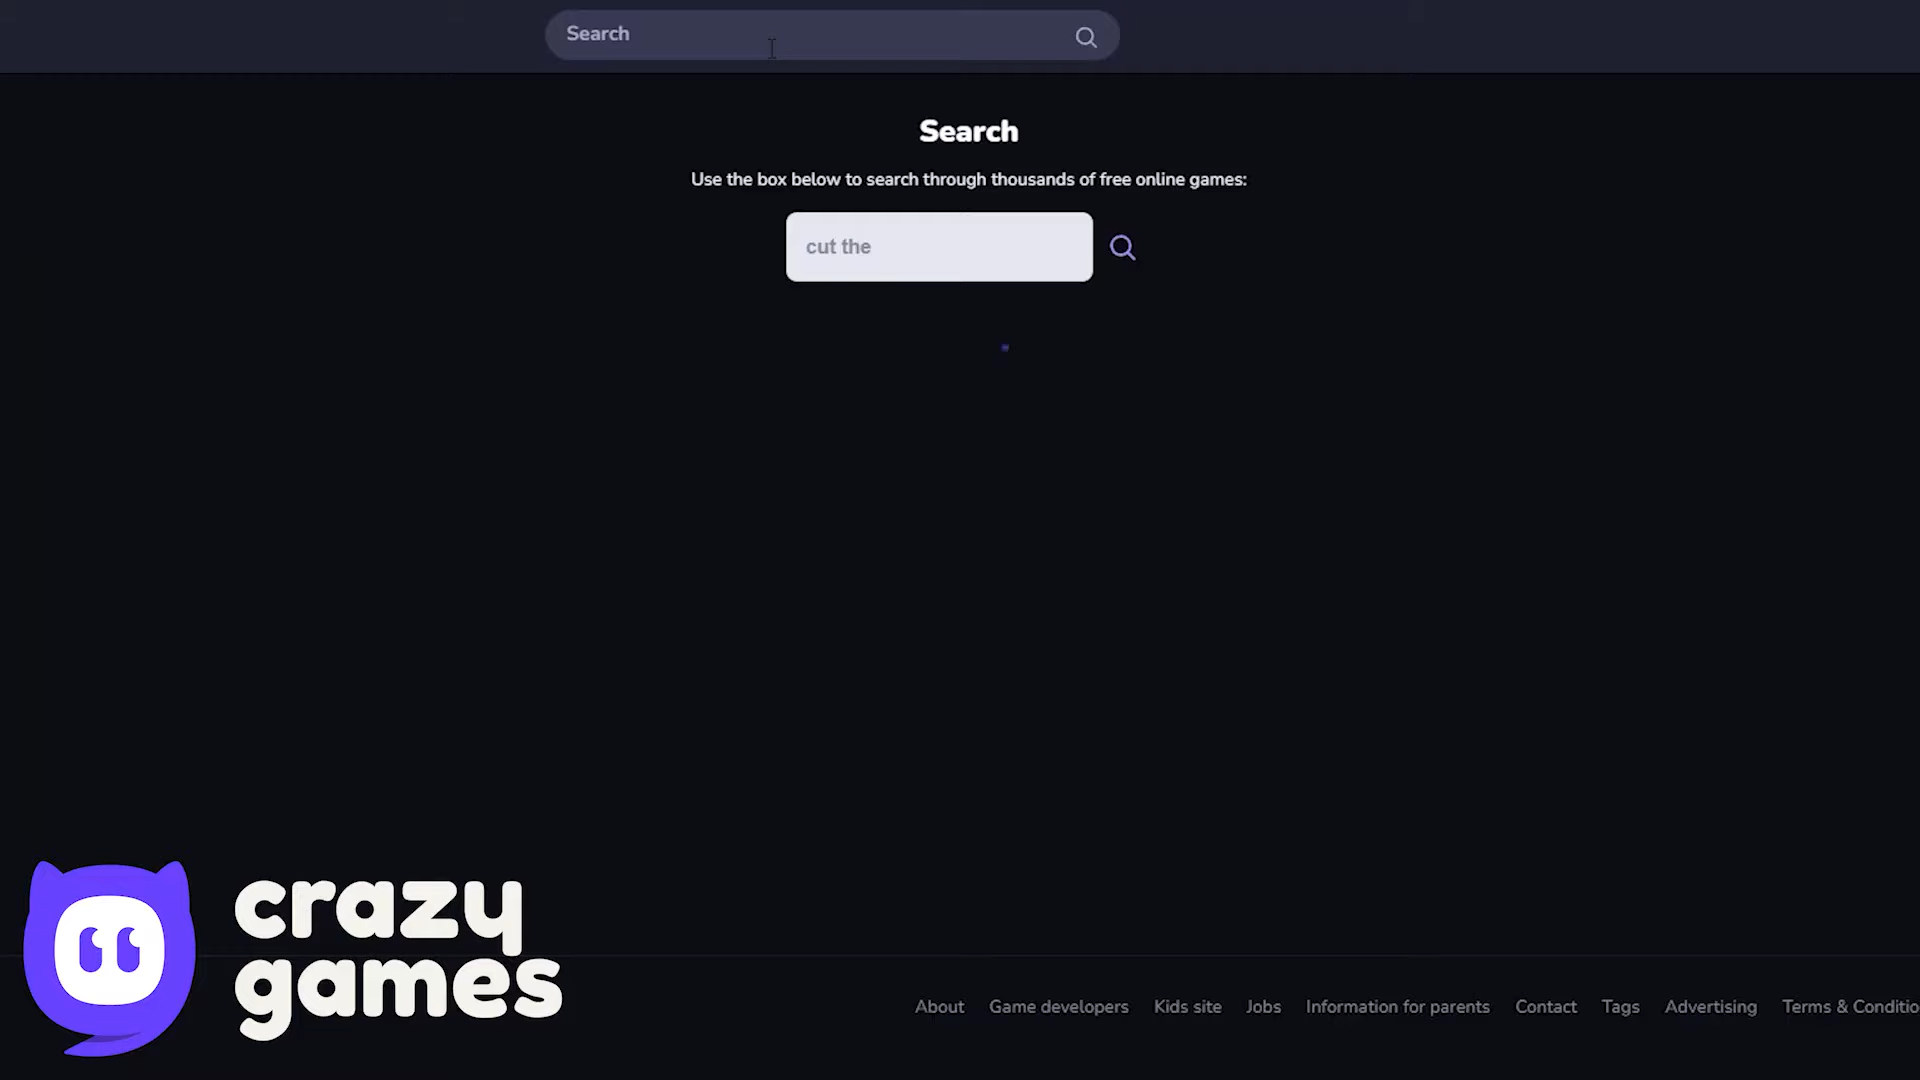 Search
Search
Use the box below to search through thousands of free online games:
cut the
crazy
games
About Game developers Kids site Jobs Information for parents Contact Tags Advertising Terms & Conditio